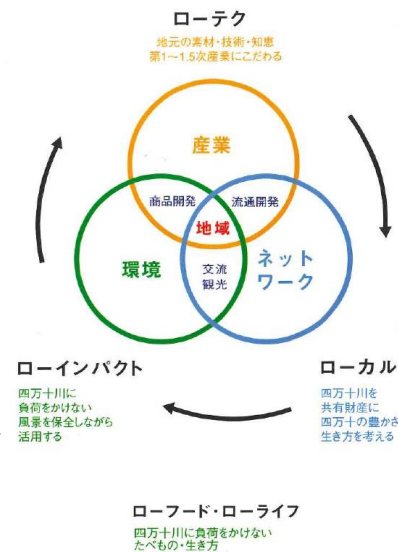 ローテク
地元の素材・技術・知恵
第1〜1.5次産業にこだわる
産業
商品開発
流通開発
地域
環境
ネット
ワーク
交流
観光
ローインパクト
四万十川に
負荷をかけない
風景を保全しながら
活用する
ローカル
四万十川を
共有財産に
四万十の豊かさ
生き方を考える
ローフード・ローライフ
四万十川に負荷をかけない
たべもの・生き方